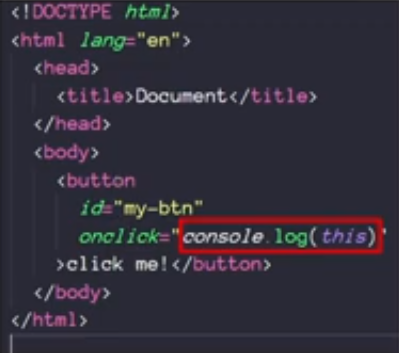 <!DOCTYPE html>
<html lang="en">
<head>
<title>Document</title>
</head>
<body>
<button
id="my-btn"
onclick="console.log(this)"
>click me!</button>
</body>
</html>